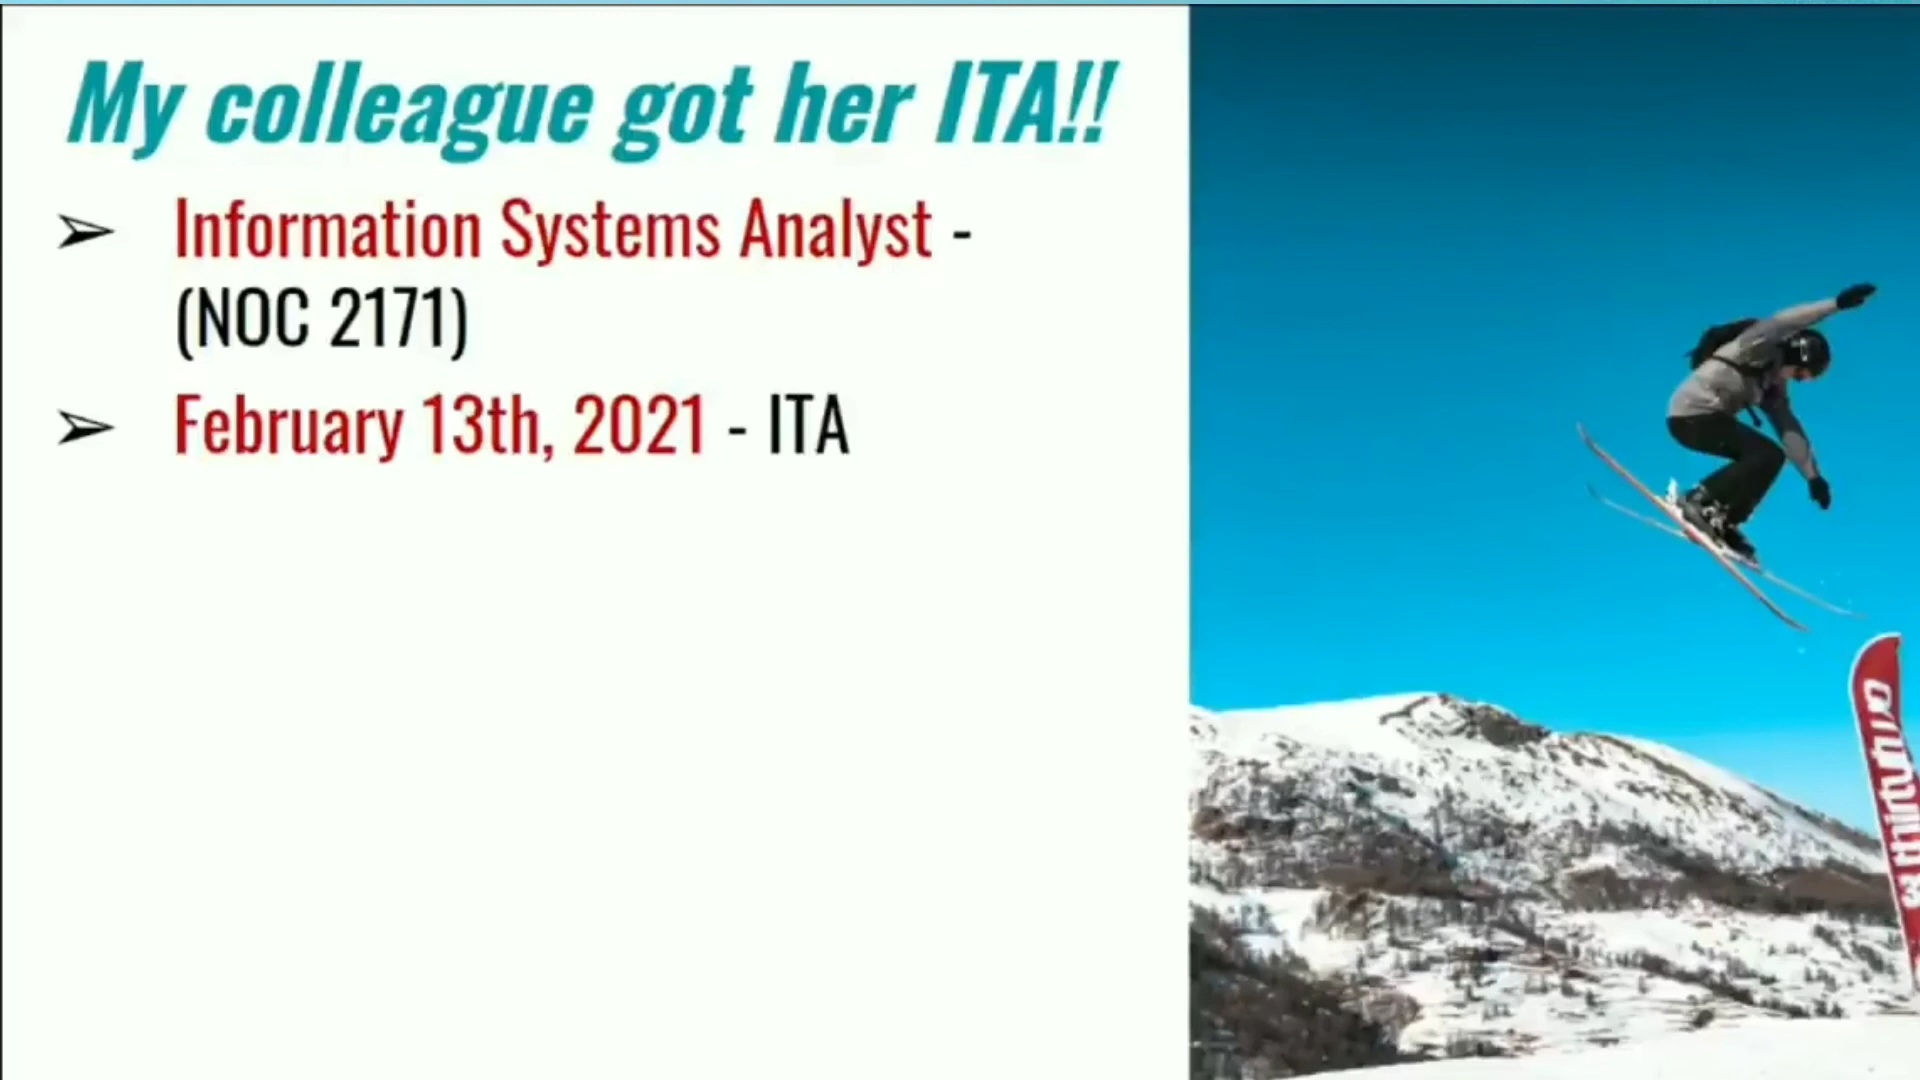 My colleague got her ITA!!
➢ Information Systems Analyst -
(NOC 2171)
➢ February 13th, 2021 - ITA